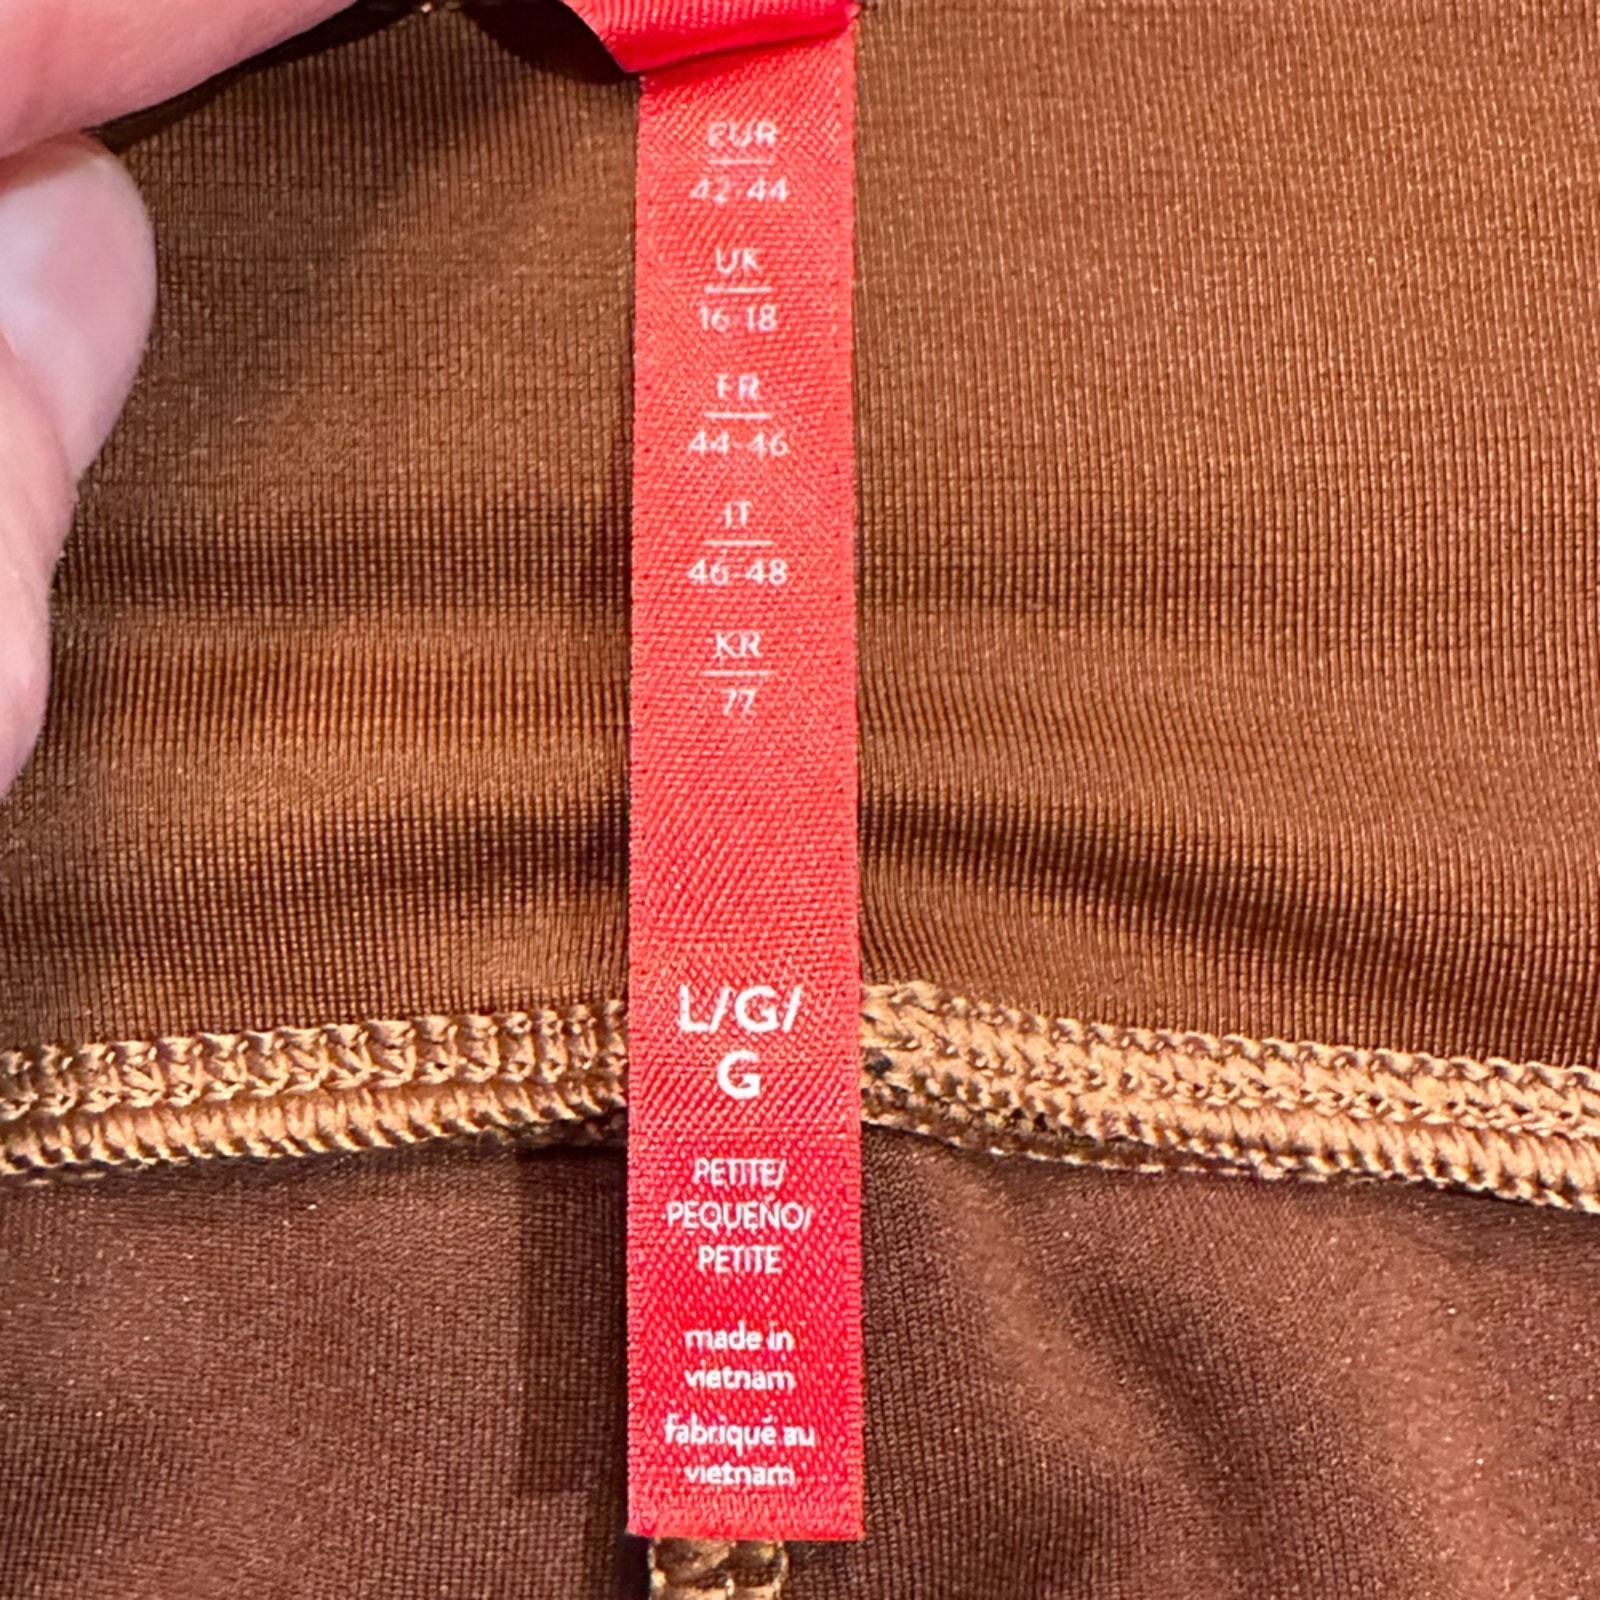 EUR
42-44
UK
16-18
FR
44-46
IT
46-48
KR
77
L/G/
G
PETITE/
PEQUEÑO/
PETITE
made in
vietnam
fabriqué au
vietnam